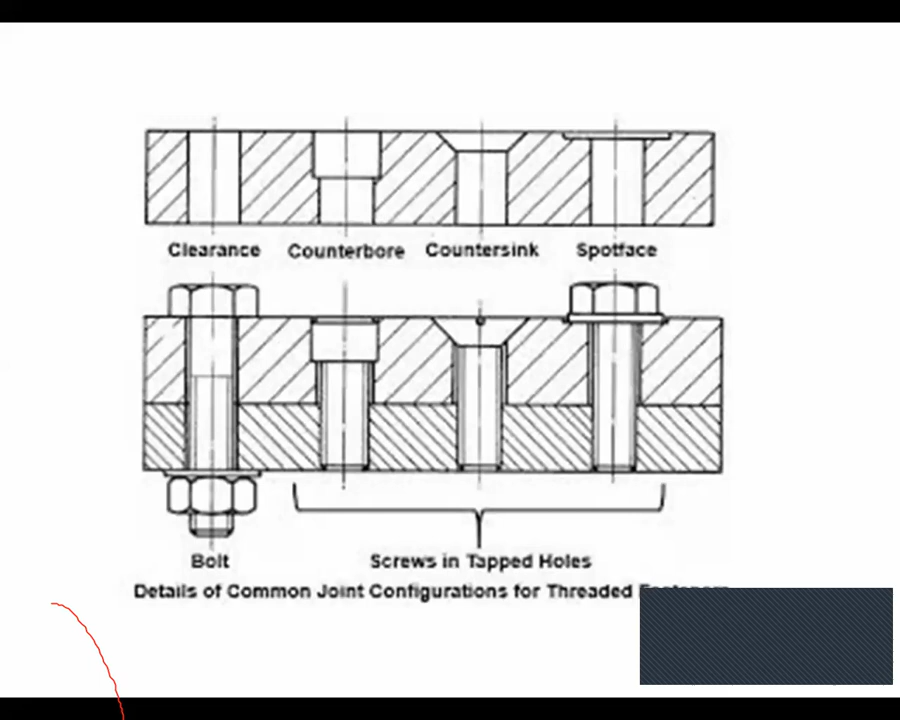 Clearance Counterbore Countersink Spotface
Bolt Screws in Tapped Holes
Details of Common Joint Configurations for Threaded